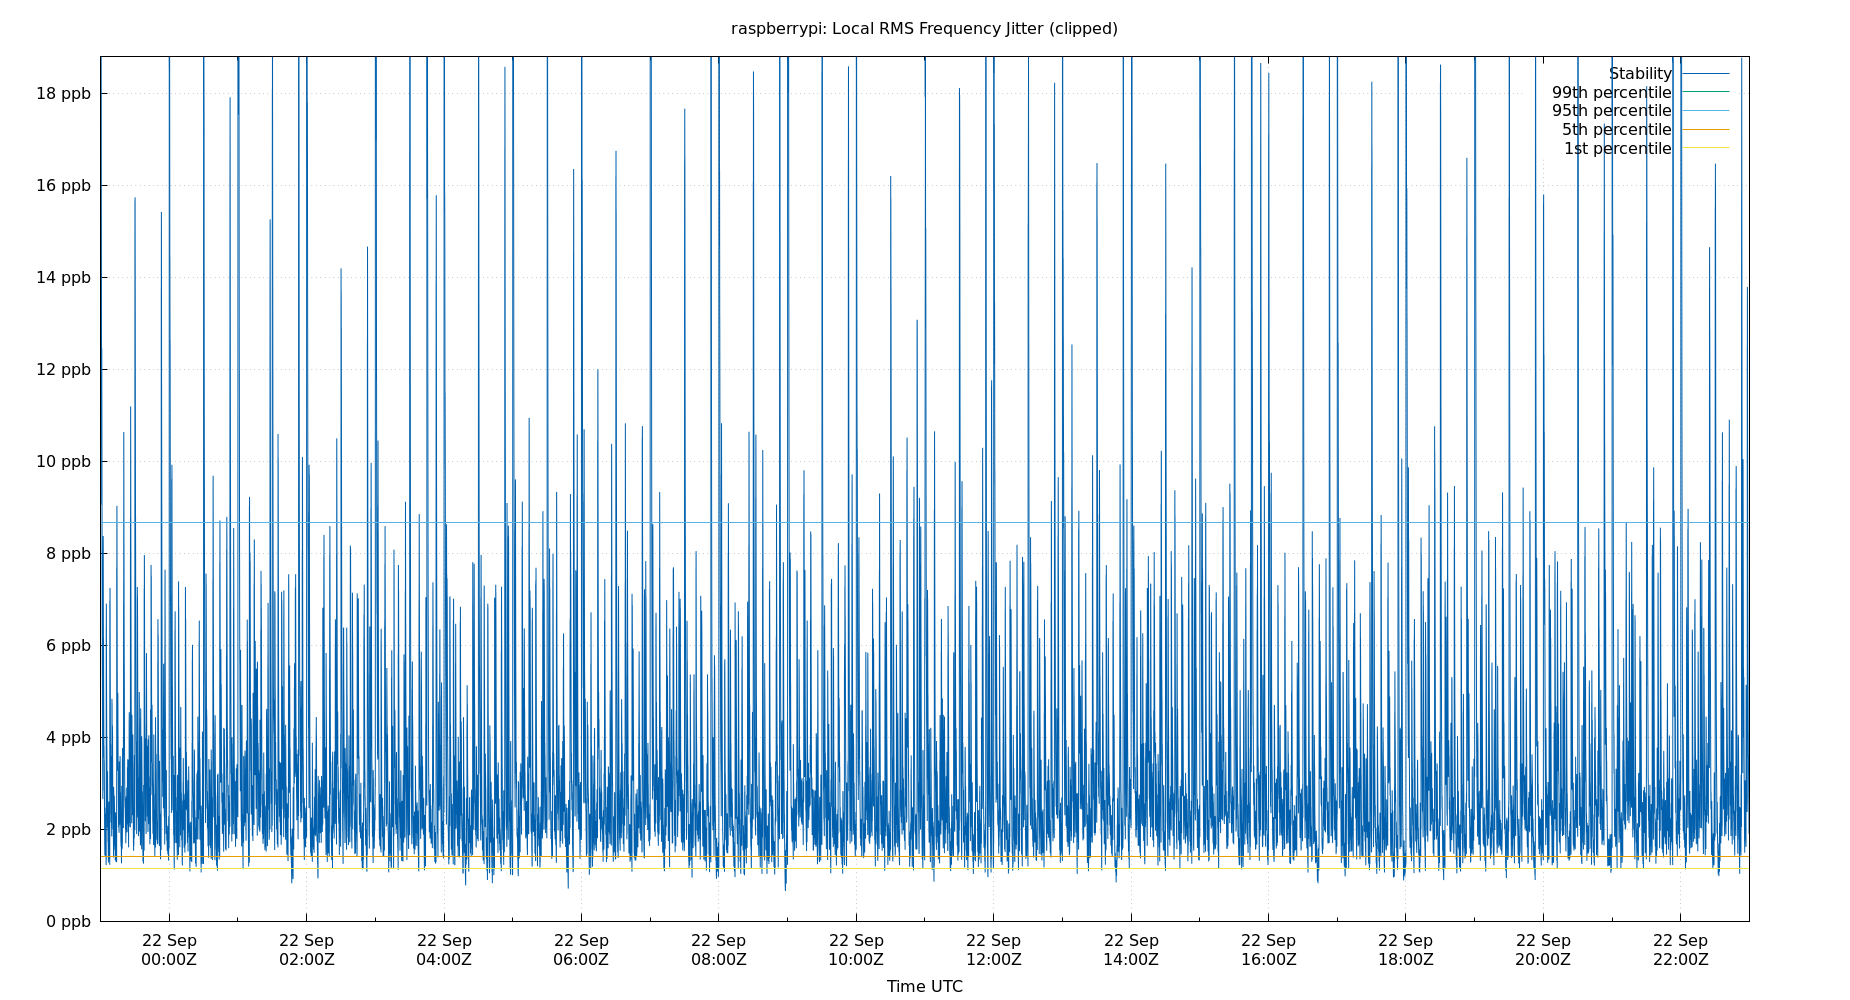 raspberrypi: Local RMS Frequency Jitter (clipped)
Stability
99th percentile
95th percentile
5th percentile
1st percentile
18 ppb
16 ppb
14 ppb
12 ppb
10 ppb
8 ppb
6 ppb
4 ppb
2 ppb
0 ppb
22 Sep 22 Sep 22 Sep 22 Sep 22 Sep 22 Sep 22 Sep 22 Sep 22 Sep 22 Sep 22 Sep 22 Sep
00:00Z 02:00Z 04:00Z 06:00Z 08:00Z 10:00Z 12:00Z 14:00Z 16:00Z 18:00Z 20:00Z 22:00Z
Time UTC